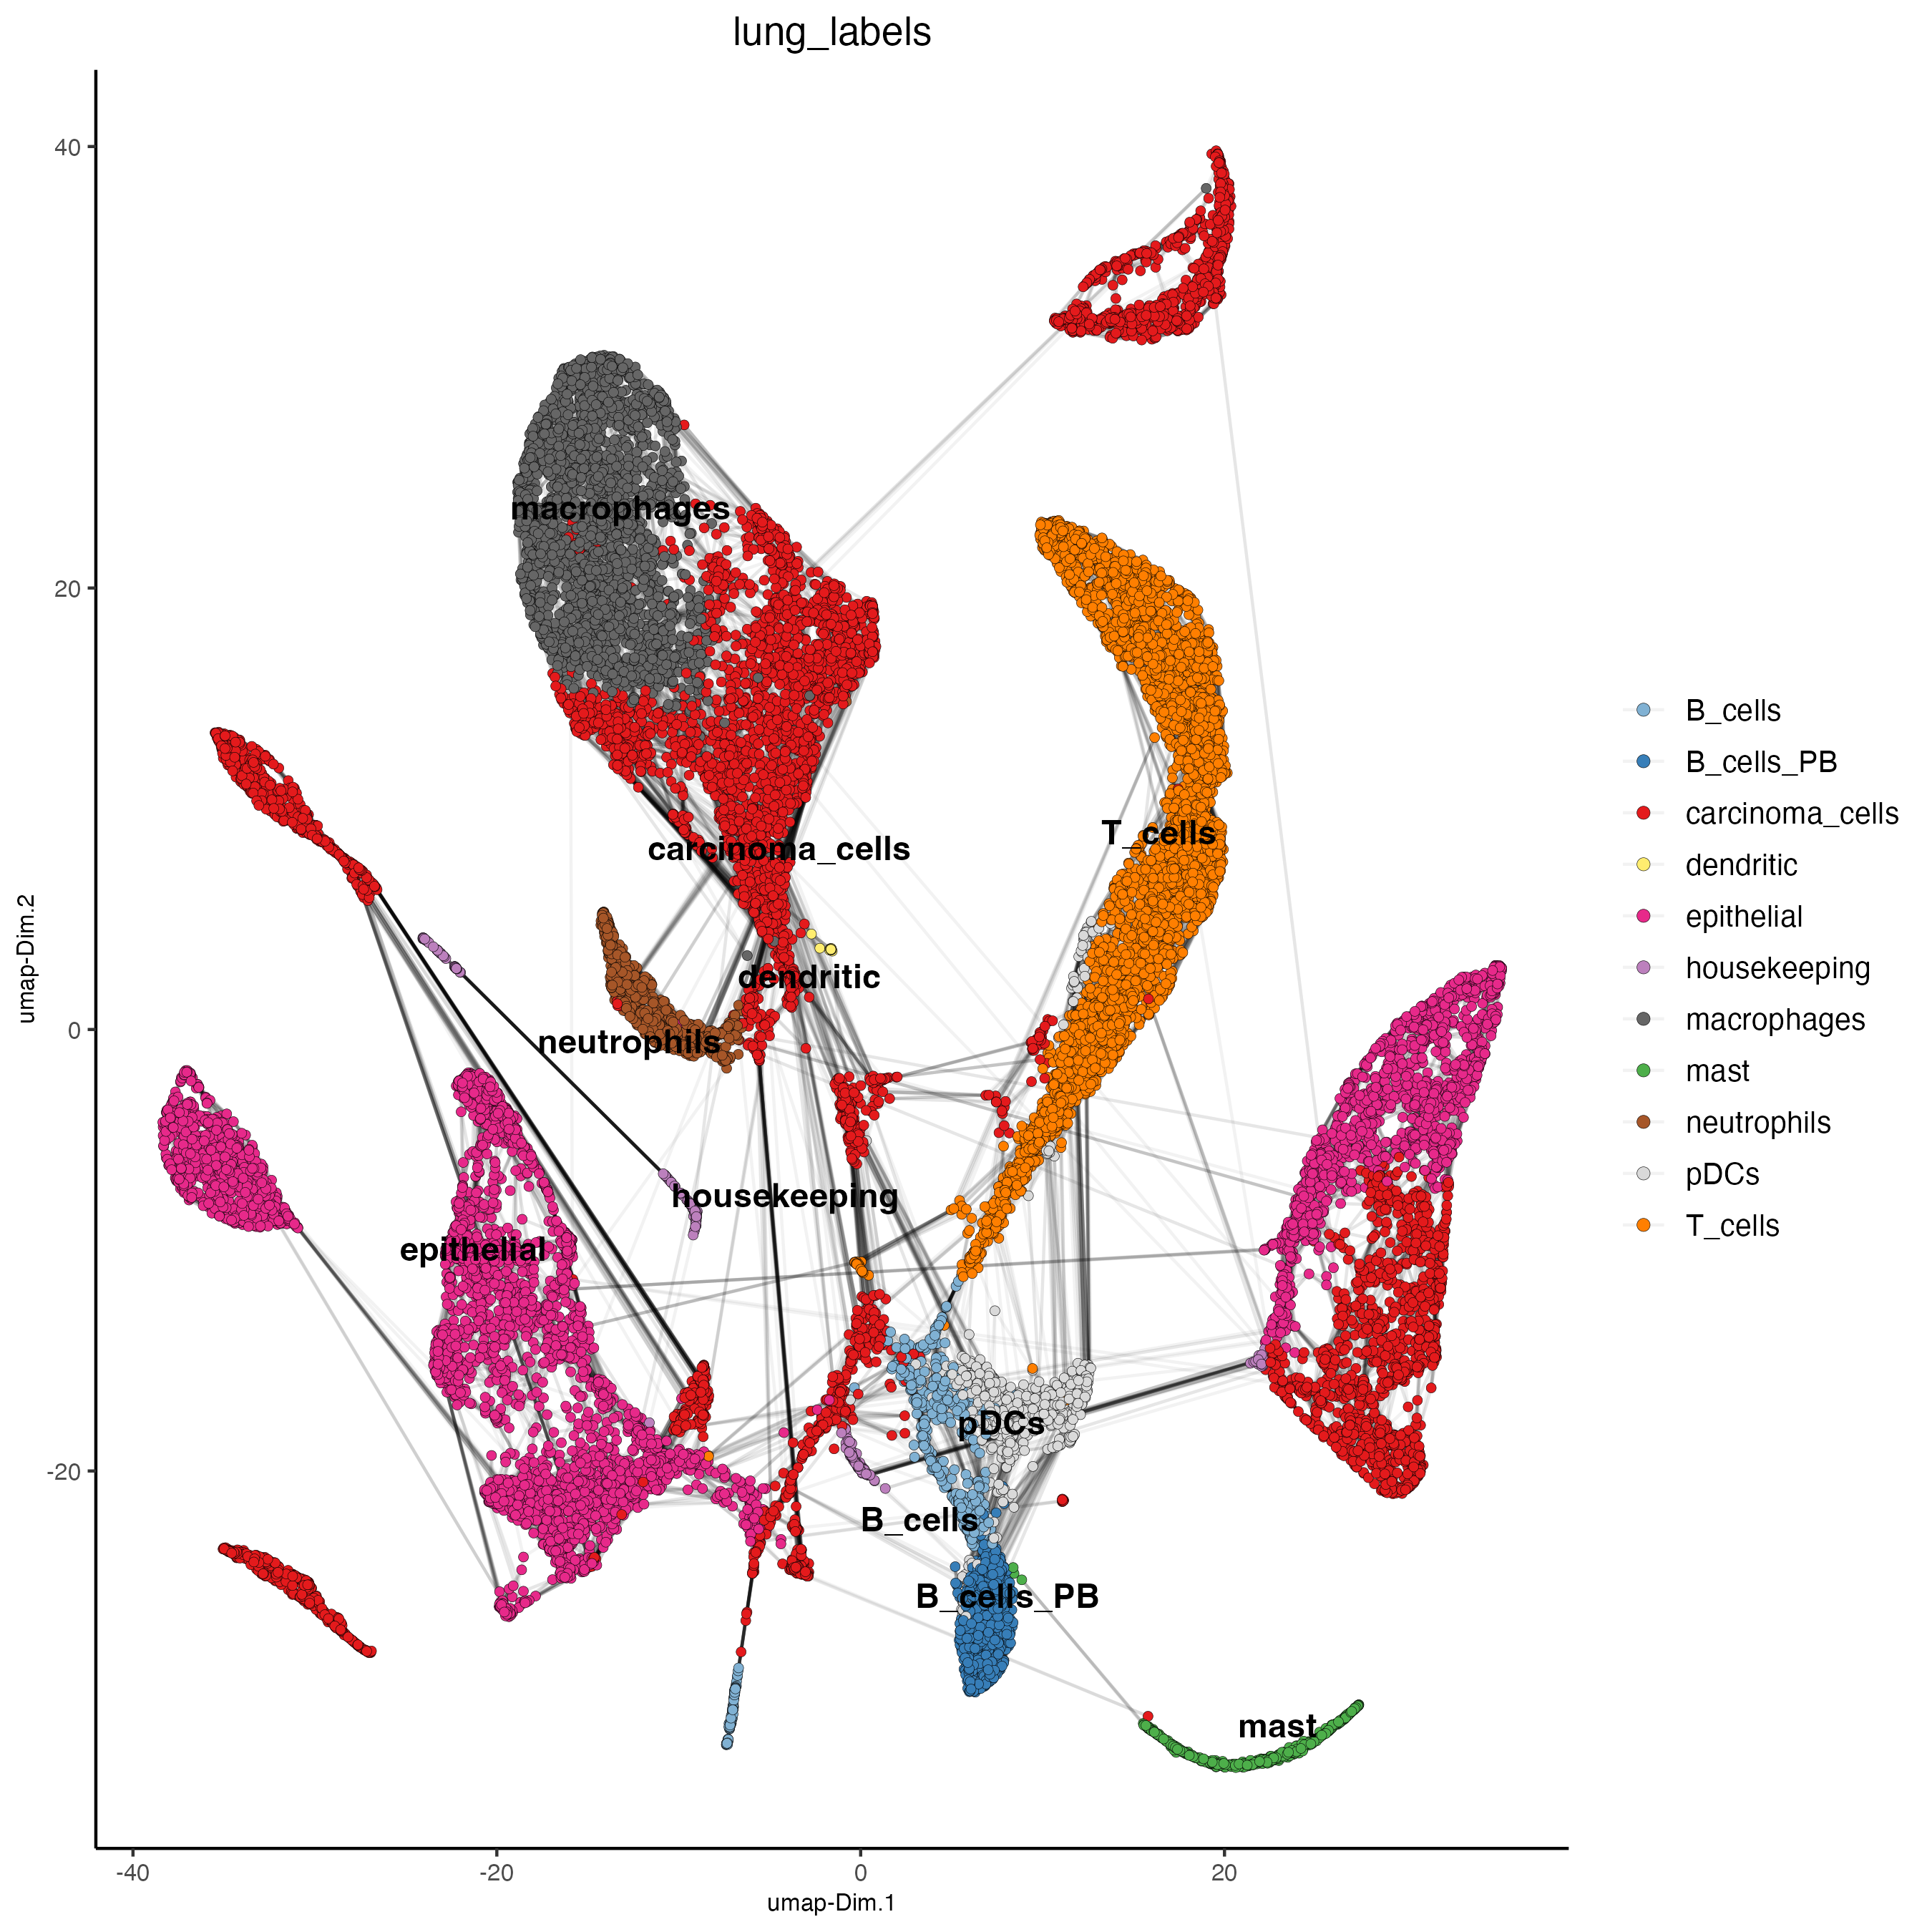 lung_labels
40
20
0
-20
umap-Dim.2
-40
-20
0
20
umap-Dim.1
macrophages
T_cells
carcinoma_cells
dendritic
neutrophils
housekeeping
epithelial
pDCs
B_cells
B_cells_PB
mast
B_cells
B_cells_PB
carcinoma_cells
dendritic
epithelial
housekeeping
macrophages
mast
neutrophils
pDCs
T_cells